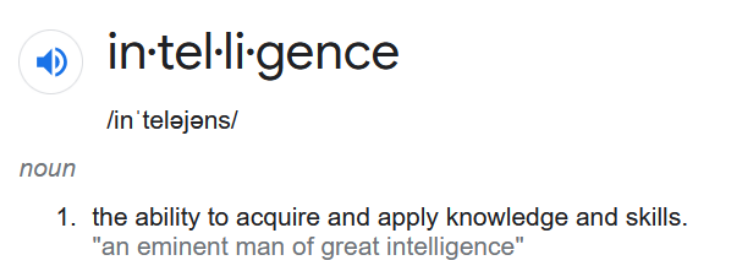 in·tel·li·gence
/inˈteləjəns/
noun
1. the ability to acquire and apply knowledge and skills.
"an eminent man of great intelligence"